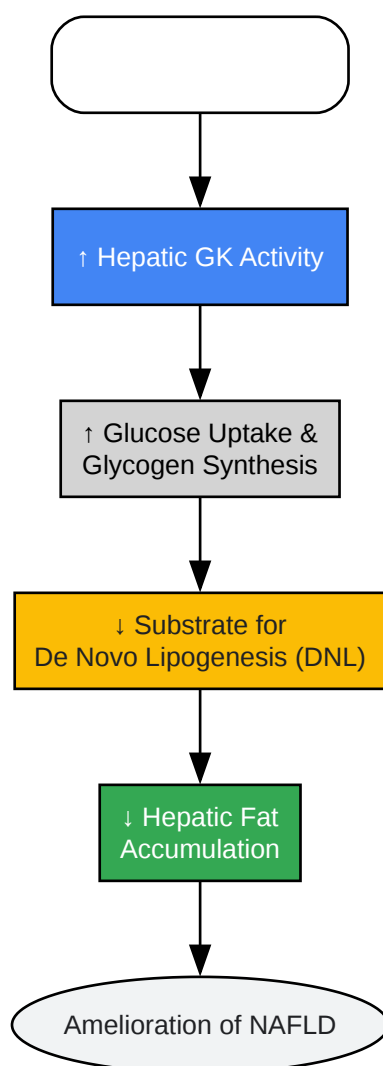 ↑ Hepatic GK Activity
↑ Glucose Uptake &
Glycogen Synthesis
↓ Substrate for
De Novo Lipogenesis (DNL)
↓ Hepatic Fat
Accumulation
Amelioration of NAFLD